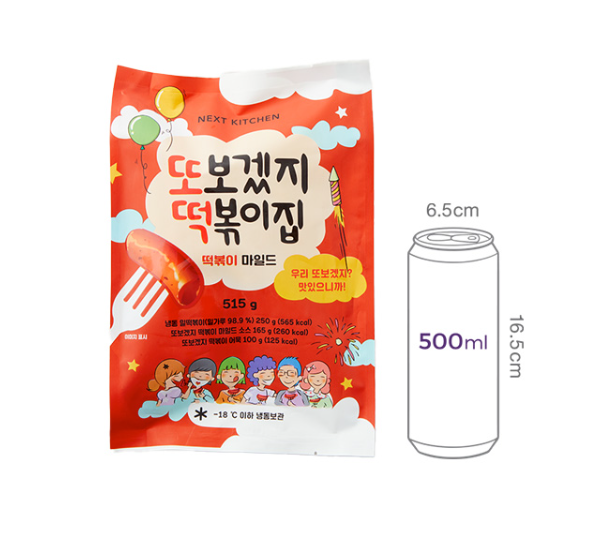 NEXT KITCHEN
또보겠지
떡볶이집
떡볶이 마일드
우리 또보겠지?
맛있으니까!
515 g
냉동 밀떡볶이(밀가루 98.9 %) 250 g (565 kcal)
또보겠지 떡볶이 마일드 소스 165 g (260 kcal)
또보겠지 떡볶이 어묵 100 g (125 kcal)
* -18 ℃ 이하 냉동보관
6.5cm
500ml
16.5cm